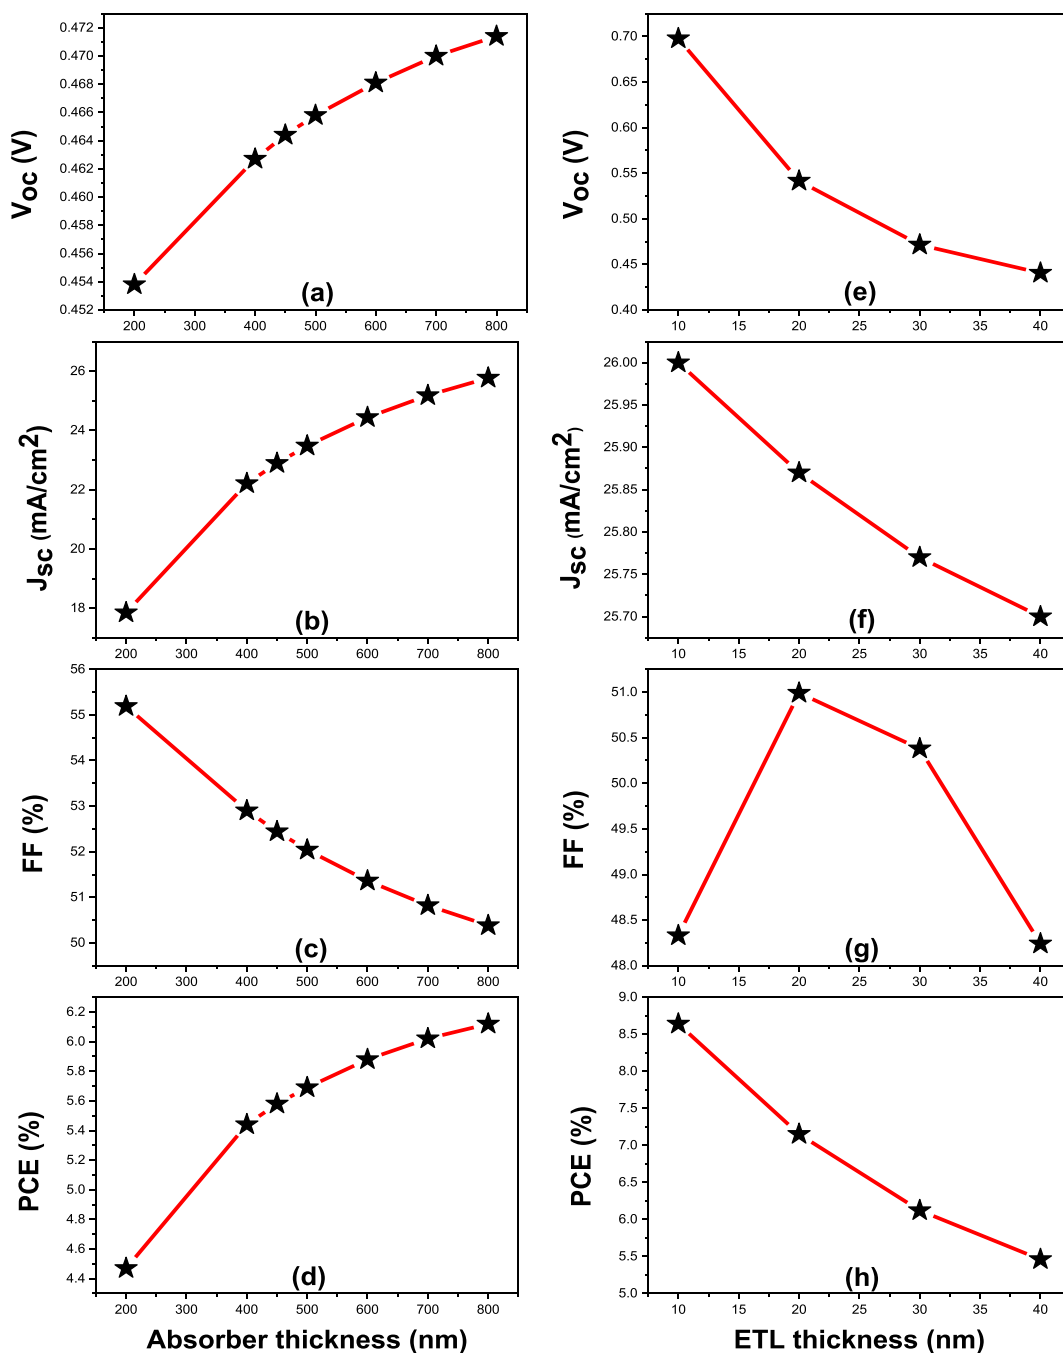 0.472
0.470
0.468
0.466
0.464
0.462
0.460
0.458
0.456
0.454
0.452
Voc (V)
(a)
200 300 400 500 600 700 800
26
24
22
20
18
Jsc (mA/cm2)
(b)
200 300 400 500 600 700 800
56
55
54
53
52
51
50
FF (%)
(c)
200 300 400 500 600 700 800
6.2
6.0
5.8
5.6
5.4
5.2
5.0
4.8
4.6
4.4
PCE (%)
(d)
200 300 400 500 600 700 800
Absorber thickness (nm)
0.70
0.65
0.60
0.55
0.50
0.45
0.40
Voc (V)
(e)
10 15 20 25 30 35 40
26.00
25.95
25.90
25.85
25.80
25.75
25.70
Jsc (mA/cm2)
(f)
10 15 20 25 30 35 40
51.0
50.5
50.0
49.5
49.0
48.5
48.0
FF (%)
(g)
10 15 20 25 30 35 40
9.0
8.5
8.0
7.5
7.0
6.5
6.0
5.5
5.0
PCE (%)
(h)
10 15 20 25 30 35 40
ETL thickness (nm)